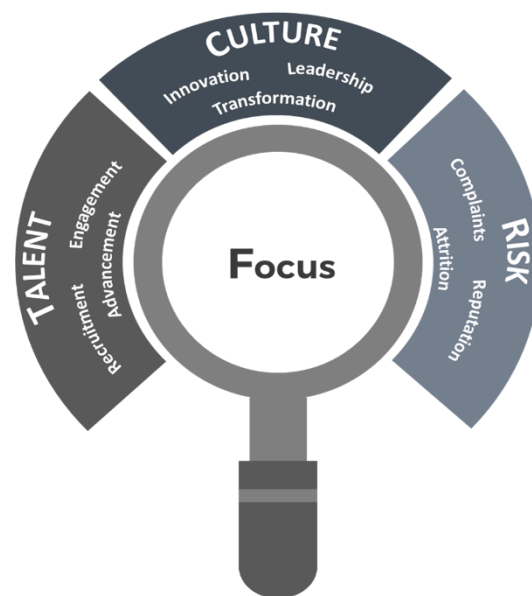 TALENT
Engagement
Advancement
Recruitment
CULTURE
Innovation
Leadership
Transformation
RISK
Complaints
Attrition
Reputation
Focus